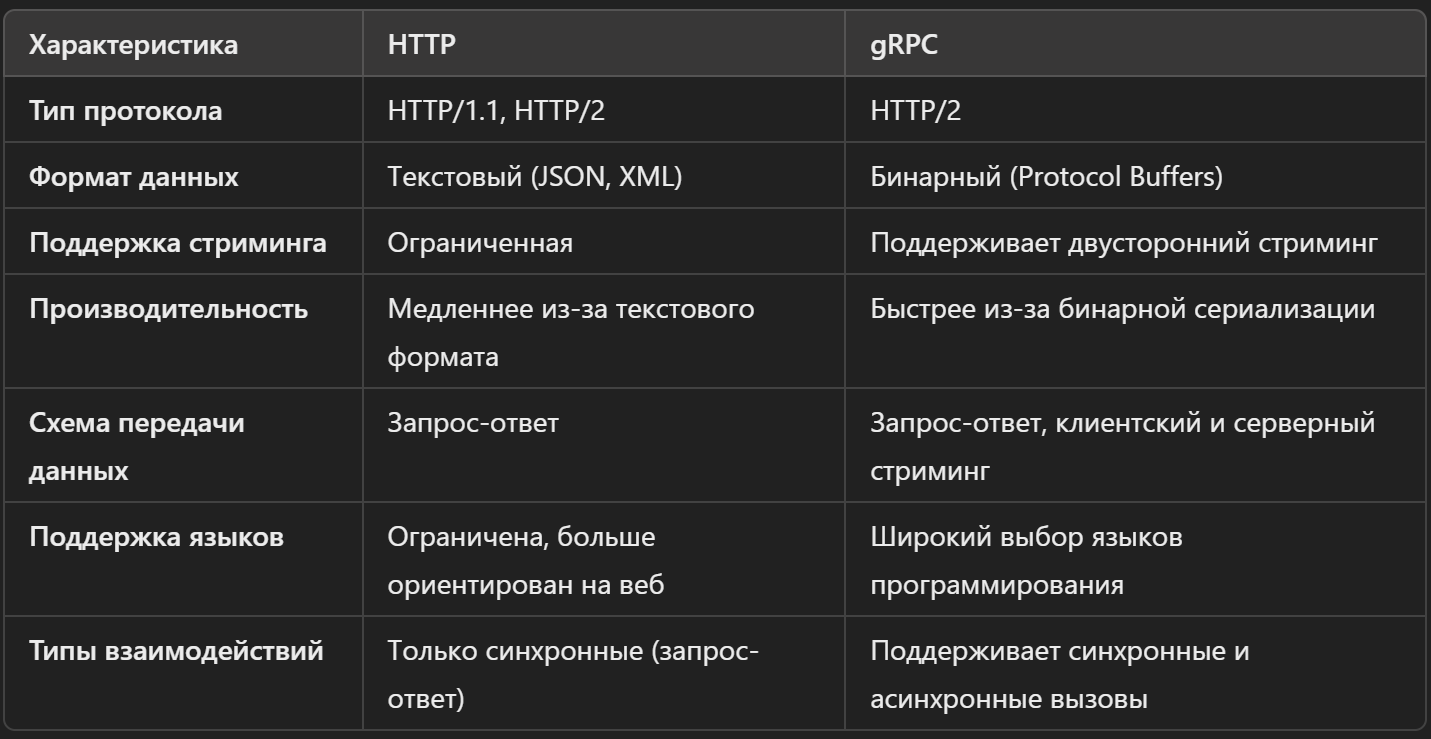 Характеристика HTTP gRPC
Тип протокола HTTP/1.1, HTTP/2 HTTP/2
Формат данных Текстовый (JSON, XML) Бинарный (Protocol Buffers)
Поддержка стриминга Ограниченная Поддерживает двусторонний стриминг
Производительность Медленнее из-за текстового Быстрее из-за бинарной сериализации
формата
Схема передачи Запрос-ответ Запрос-ответ, клиентский и серверный
данных стриминг
Поддержка языков Ограничена, больше Широкий выбор языков
ориентирован на веб программирования
Типы взаимодействий Только синхронные (запрос- Поддерживает синхронные и
ответ) асинхронные вызовы